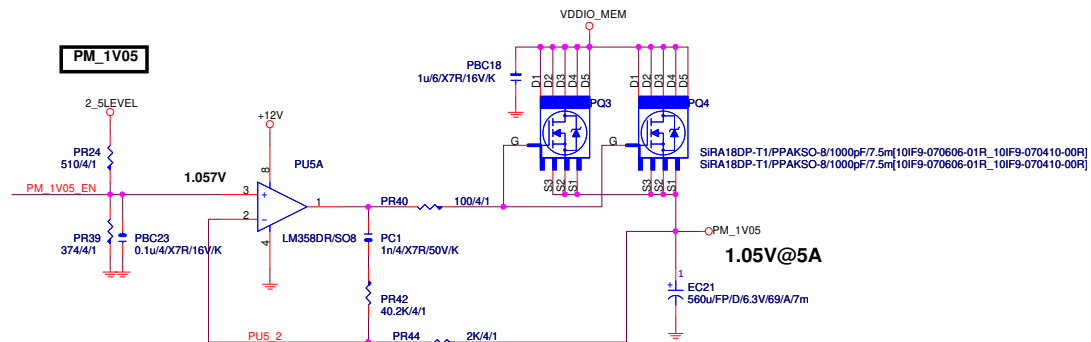 VDDIO_MEM
PM_1V05
PBC18
1u/6/X7R/16V/K
D1
D2
D3
D4
D5
D1
D2
D3
D4
D5
2_5LEVEL
+12V
PQ3
PQ4
PR24
510/4/1
PU5A
8
G
G
SiRA18DP-T1/PPAKSO-8/1000pF/7.5m[10IF9-070606-01R_10IF9-070410-00R]
SiRA18DP-T1/PPAKSO-8/1000pF/7.5m[10IF9-070606-01R_10IF9-070410-00R]
S3
S2
S1
S3
S2
S1
PM_1V05_EN
1.057V
3
+
2
-
1
4
PR40
100/4/1
LM358DR/SO8
PR39
374/4/1
PBC23
0.1u/4/X7R/16V/K
PC1
1n/4/X7R/50V/K
PM_1V05
1.05V@5A
1
+
EC21
560u/FP/D/6.3V/69/A/7m
PR42
40.2K/4/1
PU5_2
PR44
2K/4/1